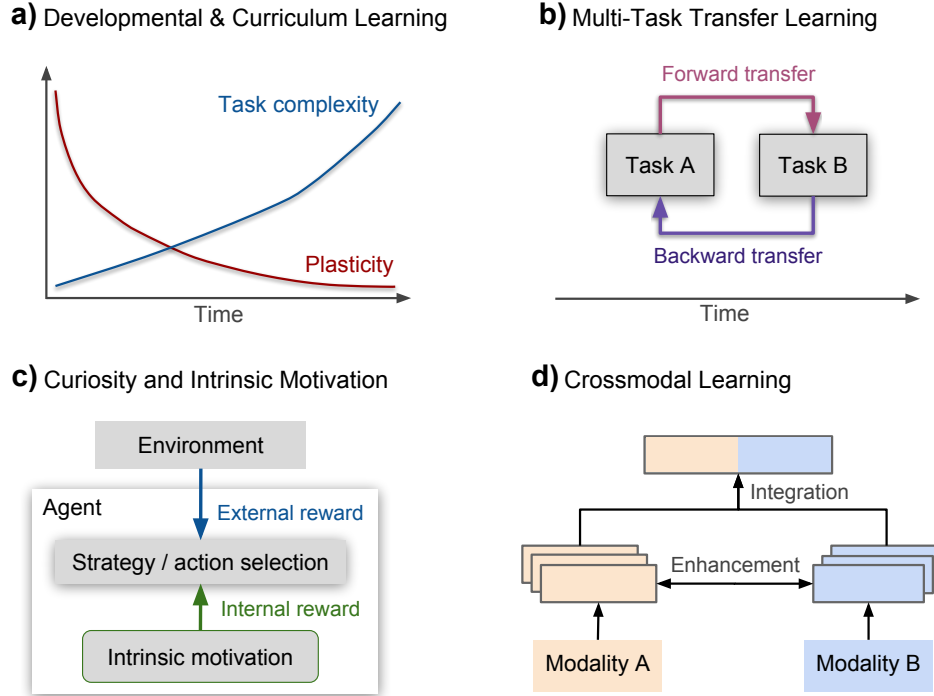 a) Developmental & Curriculum Learning
Task complexity
Plasticity
Time
b) Multi-Task Transfer Learning
Forward transfer
Task A
Task B
Backward transfer
Time
c) Curiosity and Intrinsic Motivation
Environment
Agent
External reward
Strategy / action selection
Internal reward
Intrinsic motivation
d) Crossmodal Learning
Integration
Enhancement
Modality A
Modality B